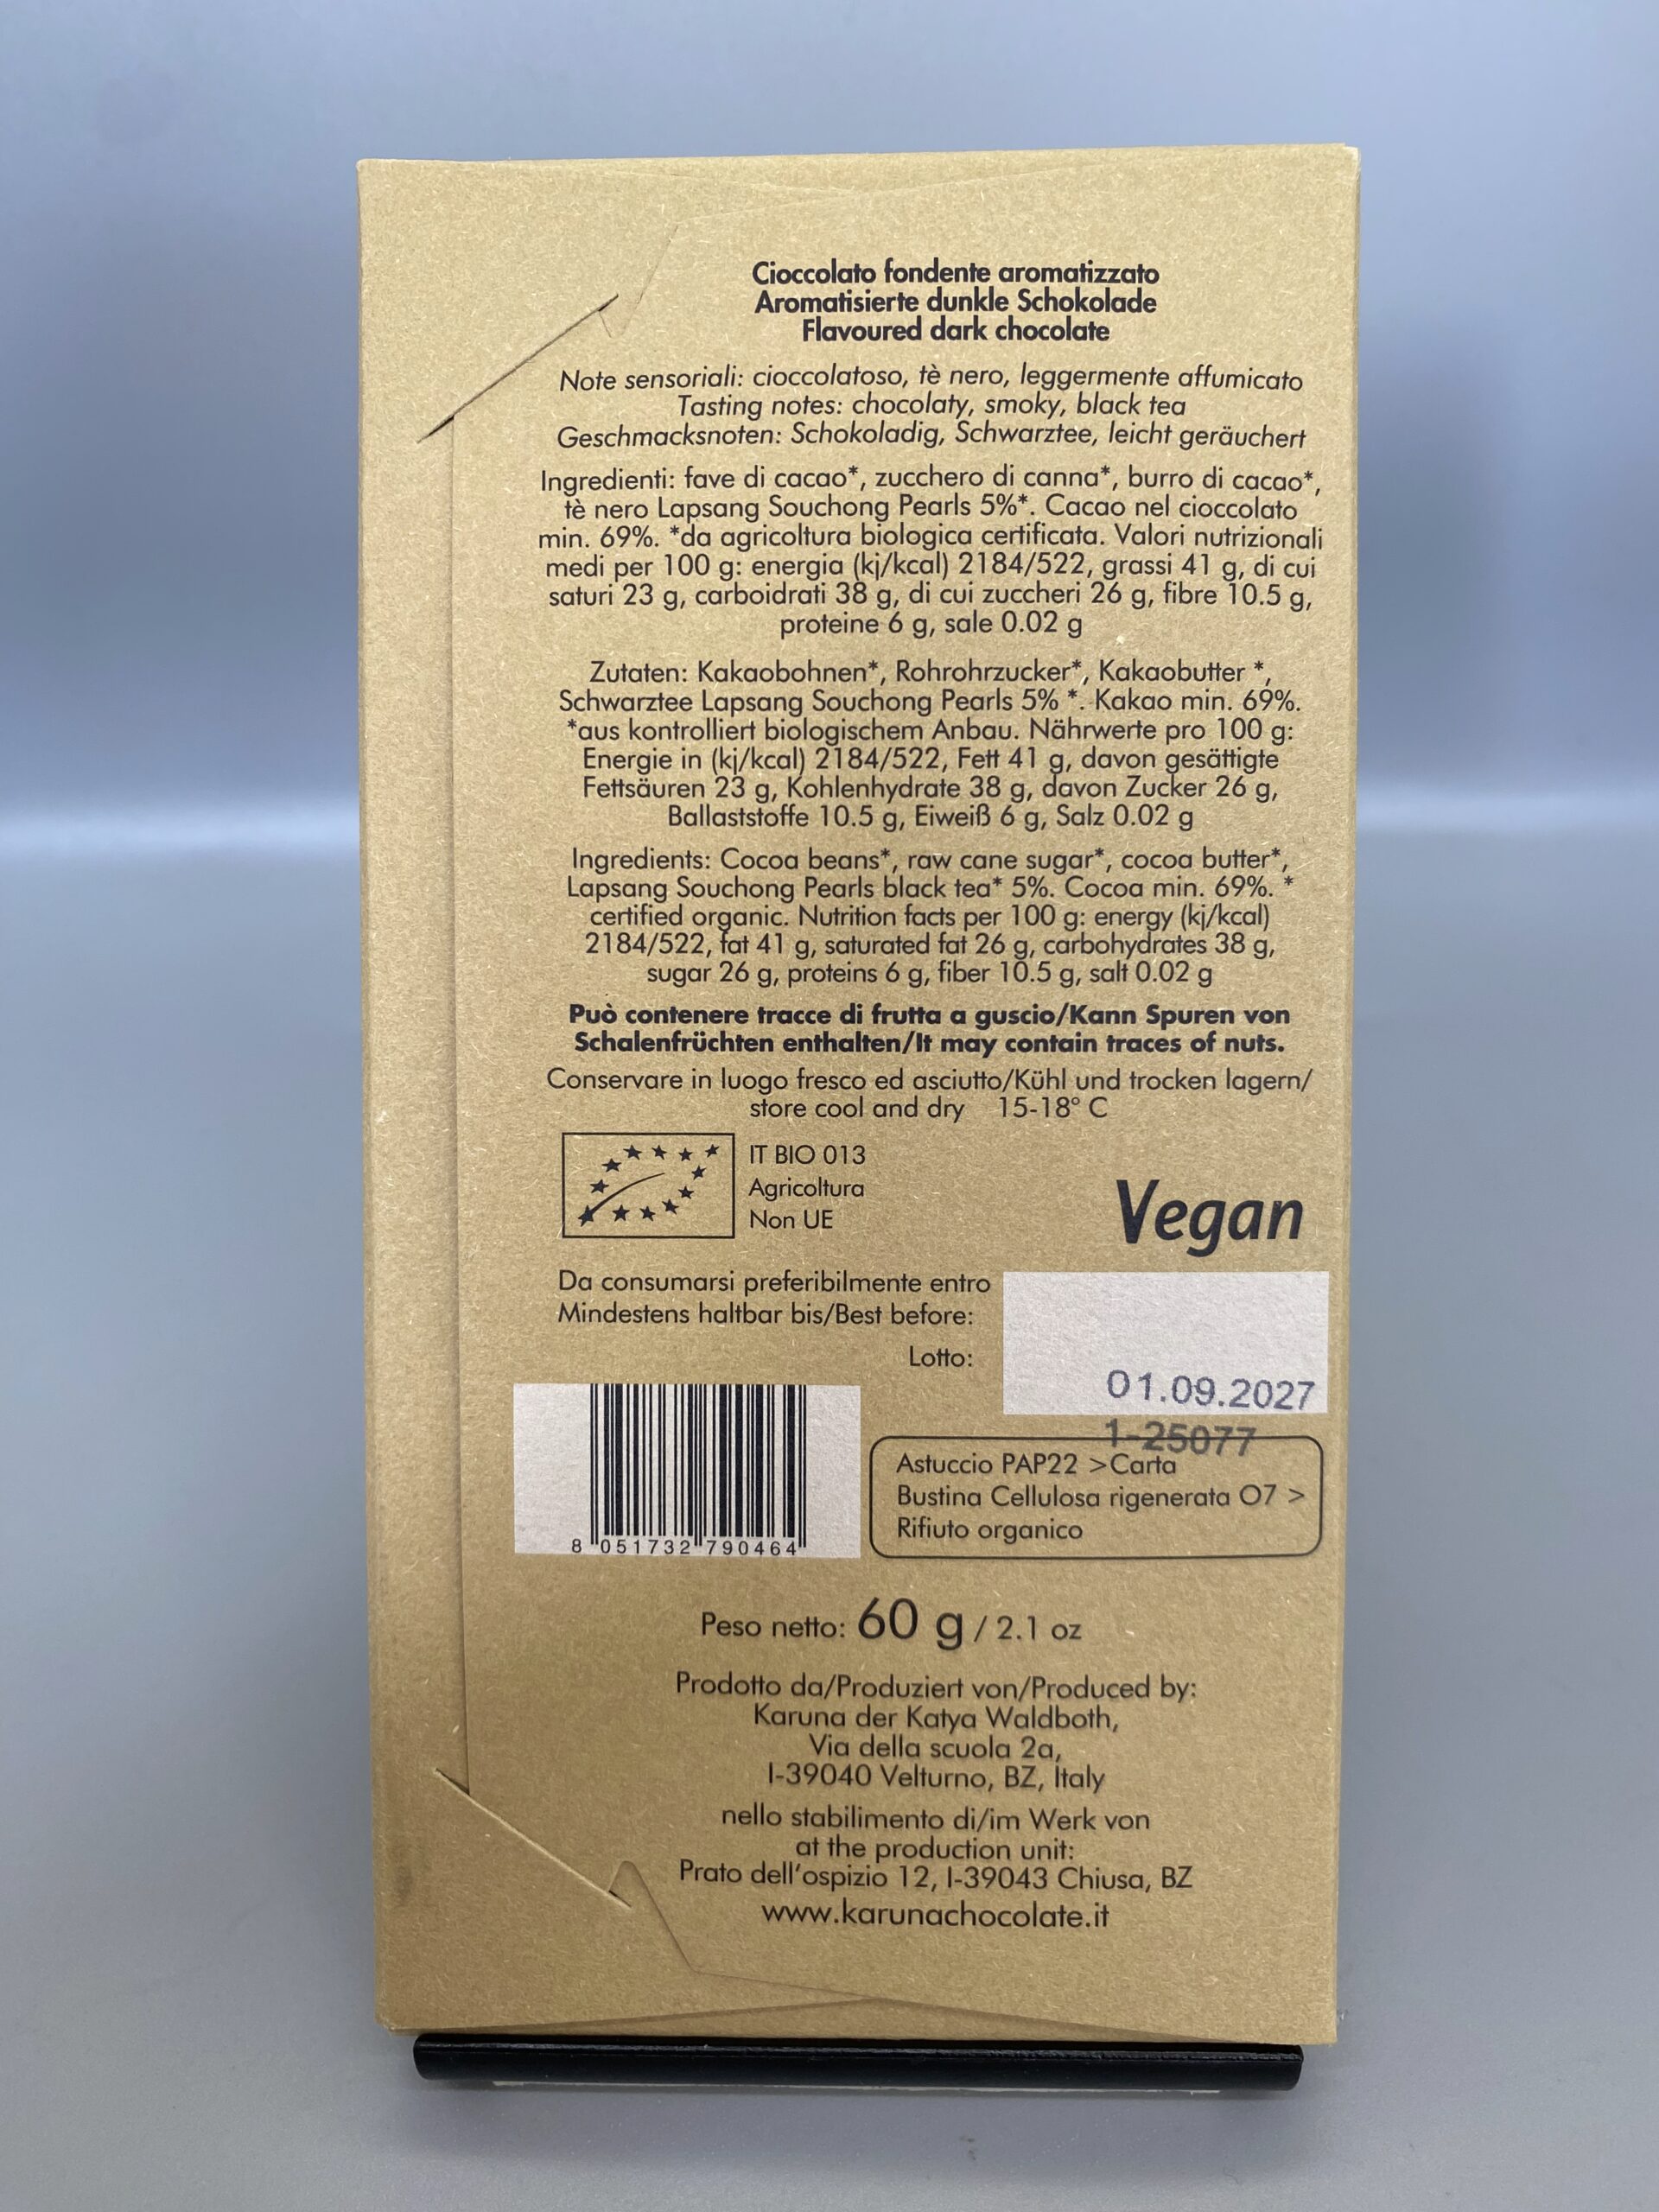 Cioccolato fondente aromatizzato
Aromatisierte dunkle Schokolade
Flavoured dark chocolate
Note sensoriali: cioccolatoso, tè nero, leggermente affumicato
Tasting notes: chocolaty, smoky, black tea
Geschmacksnoten: Schokoladig, Schwarztee, leicht geräuchert
Ingredienti: fave di cacao*, zucchero di canna*, burro di cacao*,
tè nero Lapsang Souchong Pearls 5%*. Cacao nel cioccolato
min. 69%. *da agricoltura biologica certificata. Valori nutrizionali
medi per 100 g: energia (kj/kcal) 2184/522, grassi 41 g, di cui
saturi 23 g, carboidrati 38 g, di cui zuccheri 26 g, fibre 10.5 g,
proteine 6 g, sale 0.02 g
Zutaten: Kakaobohnen*, Rohrohrzucker*, Kakaobutter *,
Schwarztee Lapsang Souchong Pearls 5% *. Kakao min. 69%.
*aus kontrolliert biologischem Anbau. Nährwerte pro 100 g:
Energie in (kj/kcal) 2184/522, Fett 41 g, davon gesättigte
Fettsäuren 23 g, Kohlenhydrate 38 g, davon Zucker 26 g,
Ballaststoffe 10.5 g, Eiweiß 6 g, Salz 0.02 g
Ingredients: Cocoa beans*, raw cane sugar*, cocoa butter*,
Lapsang Souchong Pearls black tea* 5%. Cocoa min. 69%. *
certified organic. Nutrition facts per 100 g: energy (kj/kcal)
2184/522, fat 41 g, saturated fat 26 g, carbohydrates 38 g,
sugar 26 g, proteins 6 g, fiber 10.5 g, salt 0.02 g
Può contenere tracce di frutta a guscio/Kann Spuren von
Schalenfrüchten enthalten/It may contain traces of nuts.
Conservare in luogo fresco ed asciutto/Kühl und trocken lagern/
store cool and dry 15-18° C
IT BIO 013
Agricoltura
Non UE
Vegan
Da consumarsi preferibilmente entro
Mindestens haltbar bis/Best before:
Lotto:
01.09.2027
1-25077
8 051732 790464
Astuccio PAP22 >Carta
Bustina Cellulosa rigenerata O7 >
Rifiuto organico
Peso netto: 60 g / 2.1 oz
Prodotto da/Produziert von/Produced by:
Karuna der Katya Waldboth,
Via della scuola 2a,
I-39040 Velturno, BZ, Italy
nello stabilimento di/im Werk von
at the production unit:
Prato dell'ospizio 12, I-39043 Chiusa, BZ
www.karunachocolate.it